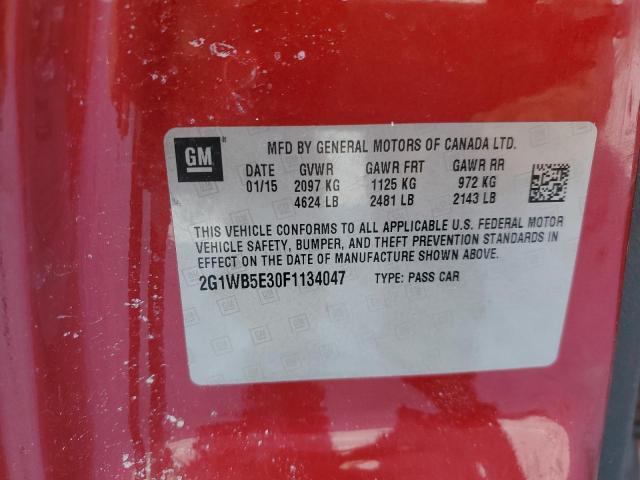 GM
MFD BY GENERAL MOTORS OF CANADA LTD.
DATE GVWR GAWR FRT GAWR RR
01/15 2097 KG 1125 KG 972 KG
4624 LB 2481 LB 2143 LB
THIS VEHICLE CONFORMS TO ALL APPLICABLE U.S. FEDERAL MOTOR
VEHICLE SAFETY, BUMPER, AND THEFT PREVENTION STANDARDS IN
EFFECT ON THE DATE OF MANUFACTURE SHOWN ABOVE.
2G1WB5E30F1134047 TYPE: PASS CAR